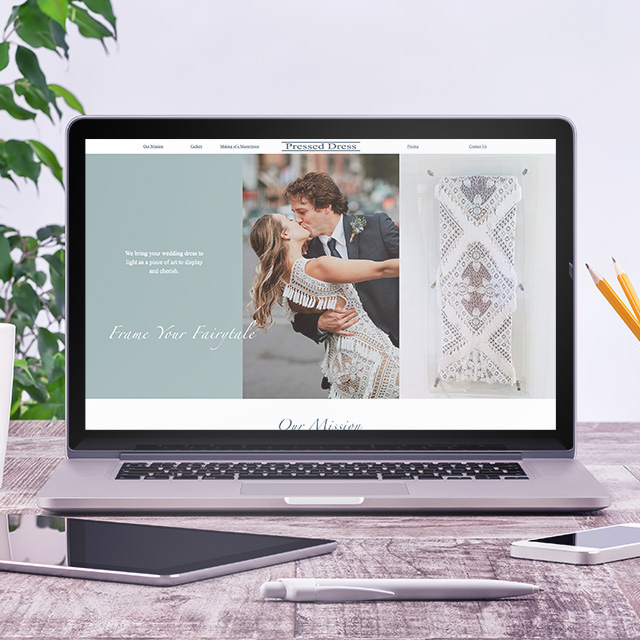 Our Mission Gallery Making of a Masterpiece Pressed Dress Pricing Contact Us
We bring your wedding dress to
light as a piece of art to display
and cherish.
Frame Your Fairytale
Our Mission